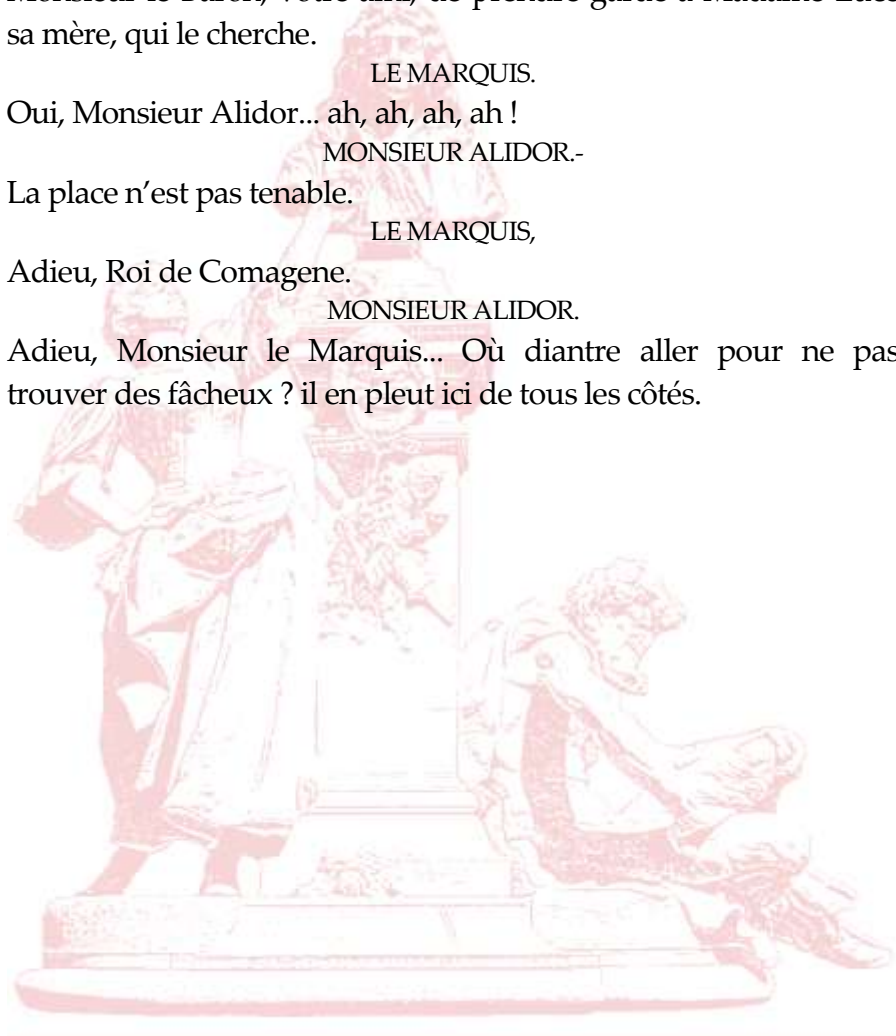 sa mère, qui le cherche.
LE MARQUIS.
Oui, Monsieur Alidor... ah, ah, ah, ah !
MONSIEUR ALIDOR.-
La place n’est pas tenable.
LE MARQUIS,
Adieu, Roi de Comagene.
MONSIEUR ALIDOR.
Adieu, Monsieur le Marquis... Où diantre aller pour ne pas
trouver des fâcheux ? il en pleut ici de tous les côtés.